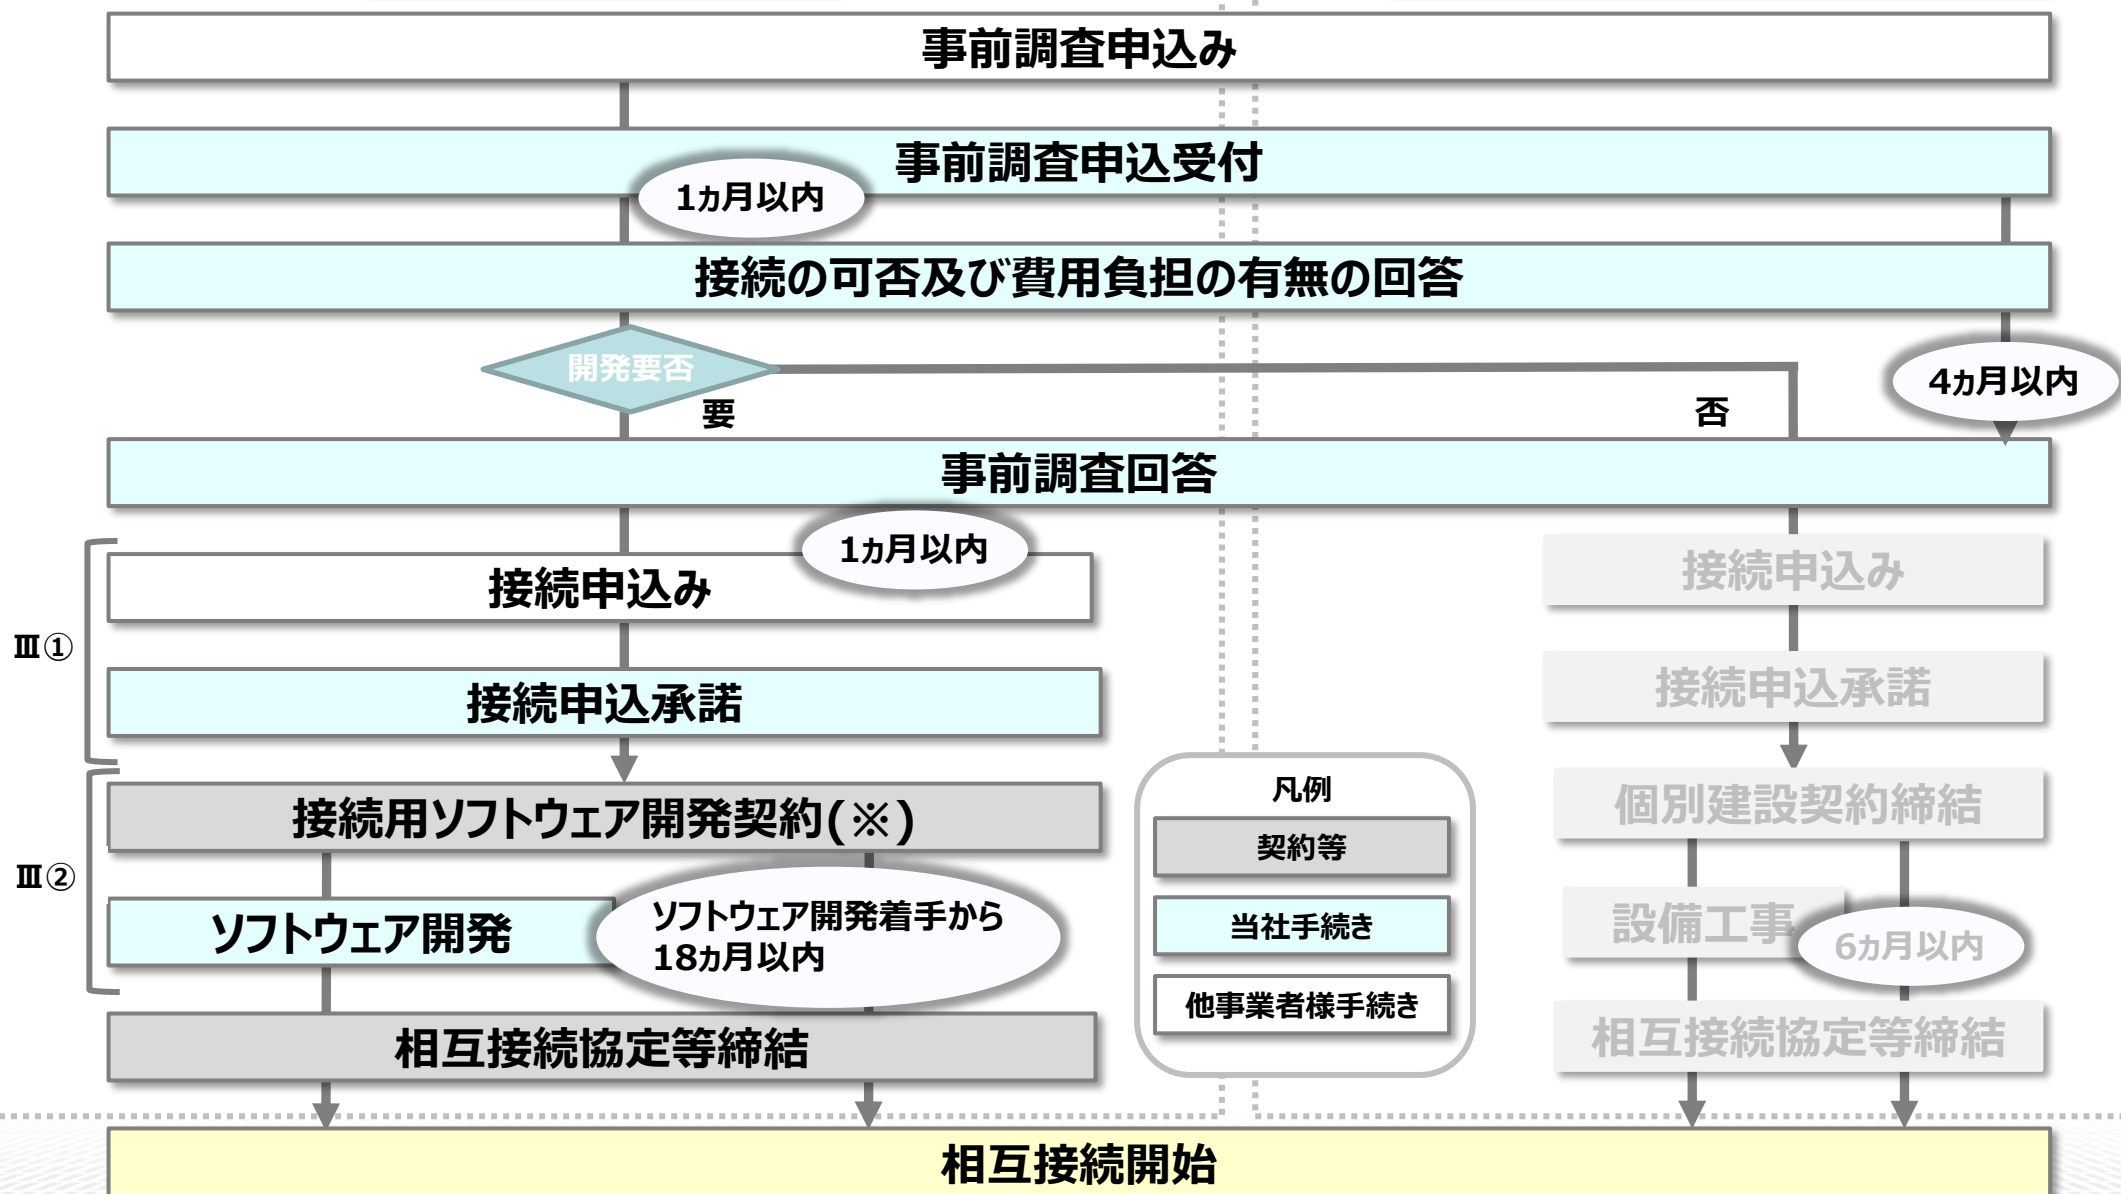 事前調査申込み
事前調査申込受付
1ヵ月以内
接続の可否及び費用負担の有無の回答
開発要否
4ヵ月以内
要
否
事前調査回答
1ヵ月以内
接続申込み
接続申込み
Ⅲ①
接続申込承諾
接続申込承諾
凡例
接続用ソフトウェア開発契約(※)
契約等
個別建設契約締結
Ⅲ②
ソフトウェア開発
ソフトウェア開発着手から
18ヵ月以内
当社手続き
設備工事
6ヵ月以内
他事業者様手続き
相互接続協定等締結
相互接続協定等締結
相互接続開始